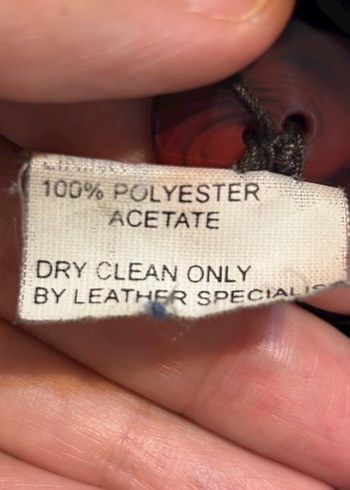 100% POLYESTER
ACETATE
DRY CLEAN ONLY
BY LEATHER SPECIALIS